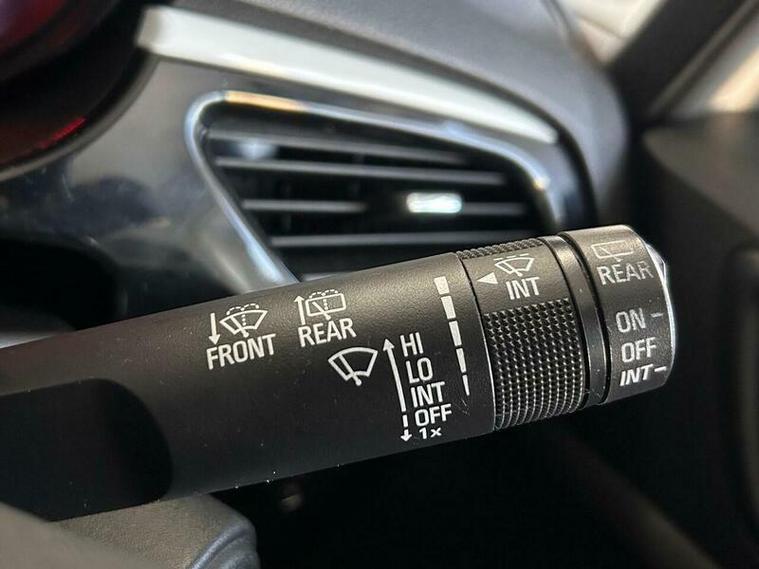 FRONT
REAR
HI
LO
INT
OFF
1x
INT
REAR
ON
OFF
INT